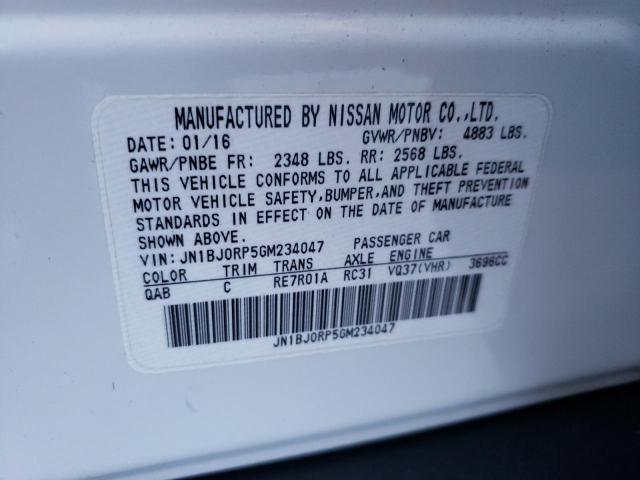 MANUFACTURED BY NISSAN MOTOR CO.,LTD.
DATE: 01/16 GVWR/PNBV: 4883 LBS.
GAWR/PNBE FR: 2348 LBS. RR: 2568 LBS.
THIS VEHICLE CONFORMS TO ALL APPLICABLE FEDERAL
MOTOR VEHICLE SAFETY, BUMPER, AND THEFT PREVENTION
STANDARDS IN EFFECT ON THE DATE OF MANUFACTURE
SHOWN ABOVE.
VIN: JN1BJ0RP5GM234047 PASSENGER CAR
COLOR TRIM TRANS AXLE ENGINE
QAB C RE7R01A RC31 VQ37(VHR) 3696CC
JN1BJ0RP5GM234047